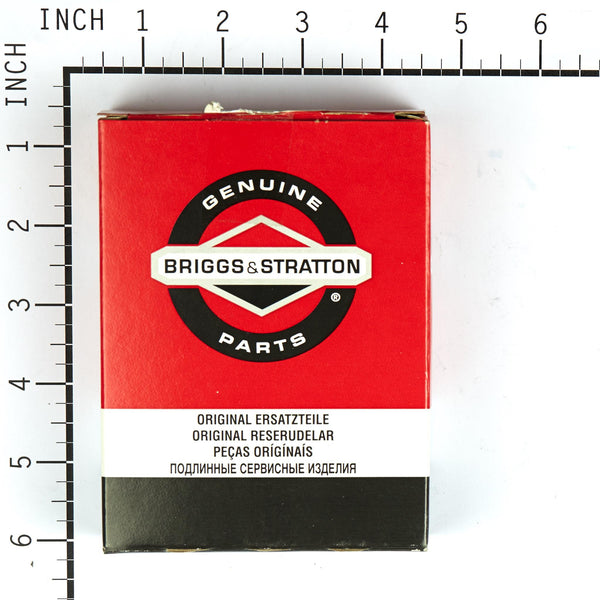 INCH 1 2 3 4 5 6
INCH 1 2 3 4 5 6
GENUINE
BRIGGS&STRATTON
®
PARTS
ORIGINAL ERSATZTEILE
ORIGINAL RESERUDELAR
PEÇAS ORÍGÍNAÍS
ПОДЛИННЫЕ СЕРВИСНЫЕ ИЗДЕЛИЯ